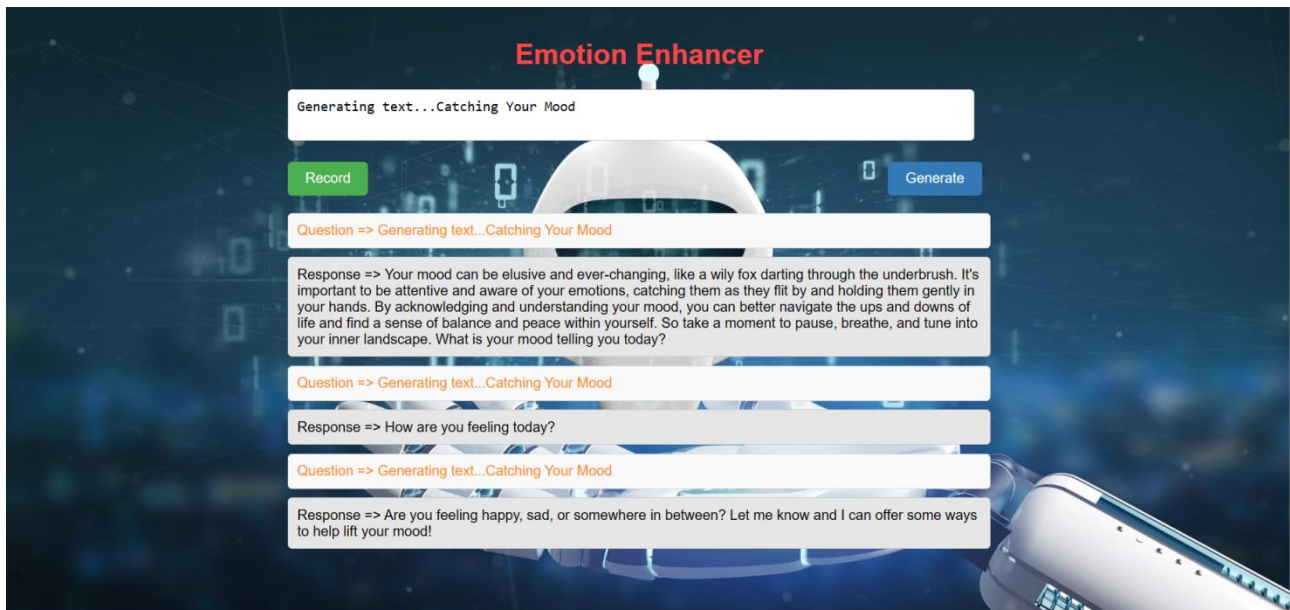 Emotion Enhancer
Generating text...Catching Your Mood
Record
Generate
Question => Generating text...Catching Your Mood
Response => Your mood can be elusive and ever-changing, like a wily fox darting through the underbrush. It's
important to be attentive and aware of your emotions, catching them as they flit by and holding them gently in
your hands. By acknowledging and understanding your mood, you can better navigate the ups and downs of
life and find a sense of balance and peace within yourself. So take a moment to pause, breathe, and tune into
your inner landscape. What is your mood telling you today?
Question => Generating text...Catching Your Mood
Response => How are you feeling today?
Question => Generating text...Catching Your Mood
Response => Are you feeling happy, sad, or somewhere in between? Let me know and I can offer some ways
to help lift your mood!